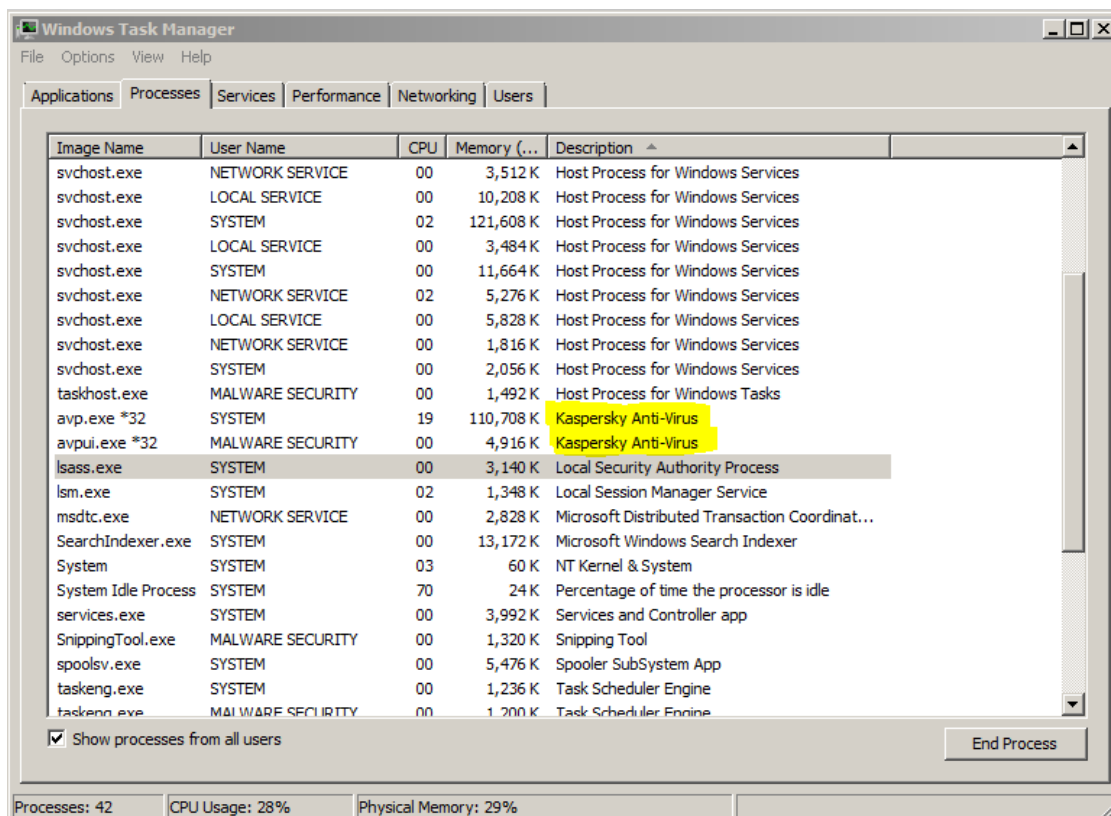 Windows Task Manager
File Options View Help
Applications Processes Services Performance Networking Users
Image Name User Name CPU Memory (... Description
svchost.exe NETWORK SERVICE 00 3,512 K Host Process for Windows Services
svchost.exe LOCAL SERVICE 00 10,208 K Host Process for Windows Services
svchost.exe SYSTEM 02 121,608 K Host Process for Windows Services
svchost.exe LOCAL SERVICE 00 3,484 K Host Process for Windows Services
svchost.exe SYSTEM 00 11,664 K Host Process for Windows Services
svchost.exe NETWORK SERVICE 02 5,276 K Host Process for Windows Services
svchost.exe LOCAL SERVICE 00 5,828 K Host Process for Windows Services
svchost.exe NETWORK SERVICE 00 1,816 K Host Process for Windows Services
svchost.exe SYSTEM 00 2,056 K Host Process for Windows Services
taskhost.exe MALWARE SECURITY 00 1,492 K Host Process for Windows Tasks
avp.exe *32 SYSTEM 19 110,708 K Kaspersky Anti-Virus
avpui.exe *32 MALWARE SECURITY 00 4,916 K Kaspersky Anti-Virus
lsass.exe SYSTEM 00 3,140 K Local Security Authority Process
lsm.exe SYSTEM 02 1,348 K Local Session Manager Service
msdtc.exe NETWORK SERVICE 00 2,828 K Microsoft Distributed Transaction Coordinat...
SearchIndexer.exe SYSTEM 00 13,172 K Microsoft Windows Search Indexer
System SYSTEM 03 60 K NT Kernel & System
System Idle Process SYSTEM 70 24 K Percentage of time the processor is idle
services.exe SYSTEM 00 3,992 K Services and Controller app
SnippingTool.exe MALWARE SECURITY 00 1,320 K Snipping Tool
spoolsv.exe SYSTEM 00 5,476 K Spooler SubSystem App
taskeng.exe SYSTEM 00 1,236 K Task Scheduler Engine
taskeng.exe MALWARE SECURITY 00 1,200 K Task Scheduler Engine
Show processes from all users
End Process
Processes: 42 CPU Usage: 28% Physical Memory: 29%